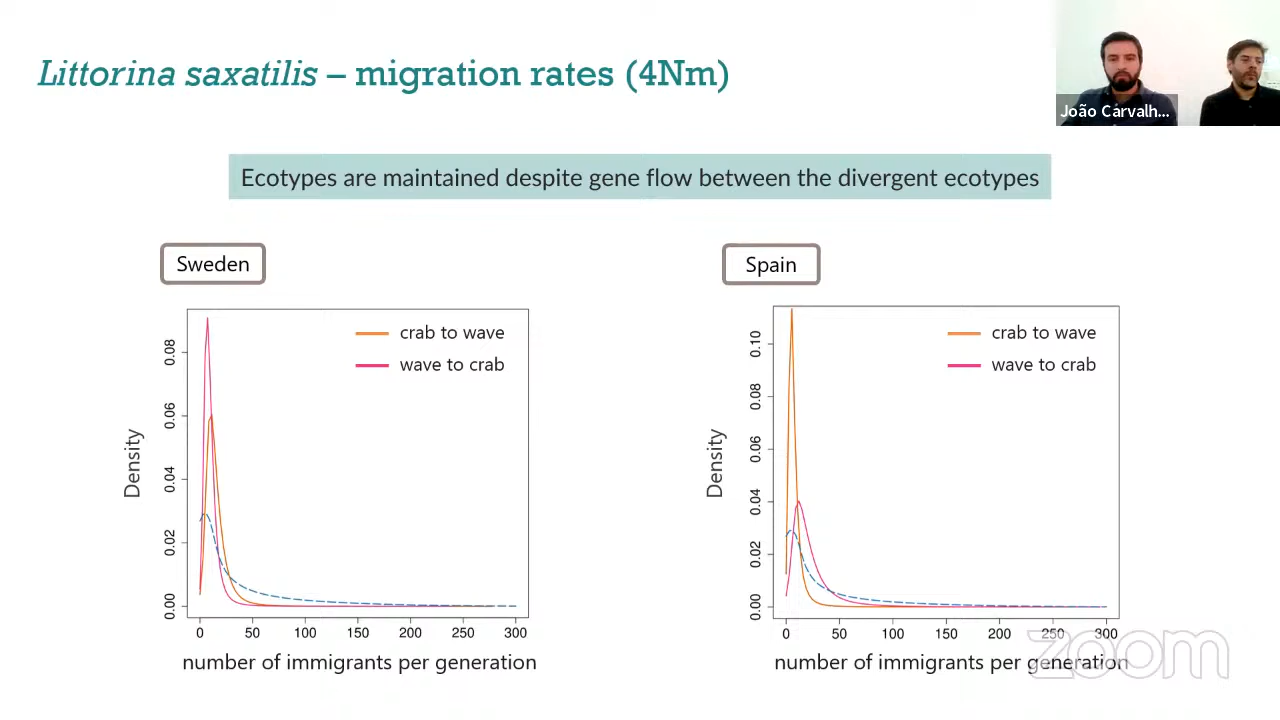 Littorina saxatilis – migration rates (4Nm)
João Carvalh...
Ecotypes are maintained despite gene flow between the divergent ecotypes
Sweden
crab to wave
wave to crab
Density
0.08
0.06
0.04
0.02
0.00
0 50 100 150 200 250 300
number of immigrants per generation
Spain
crab to wave
wave to crab
Density
0.10
0.08
0.06
0.04
0.02
0.00
0 50 100 150 200 250 300
number of immigrants per generation
zoom